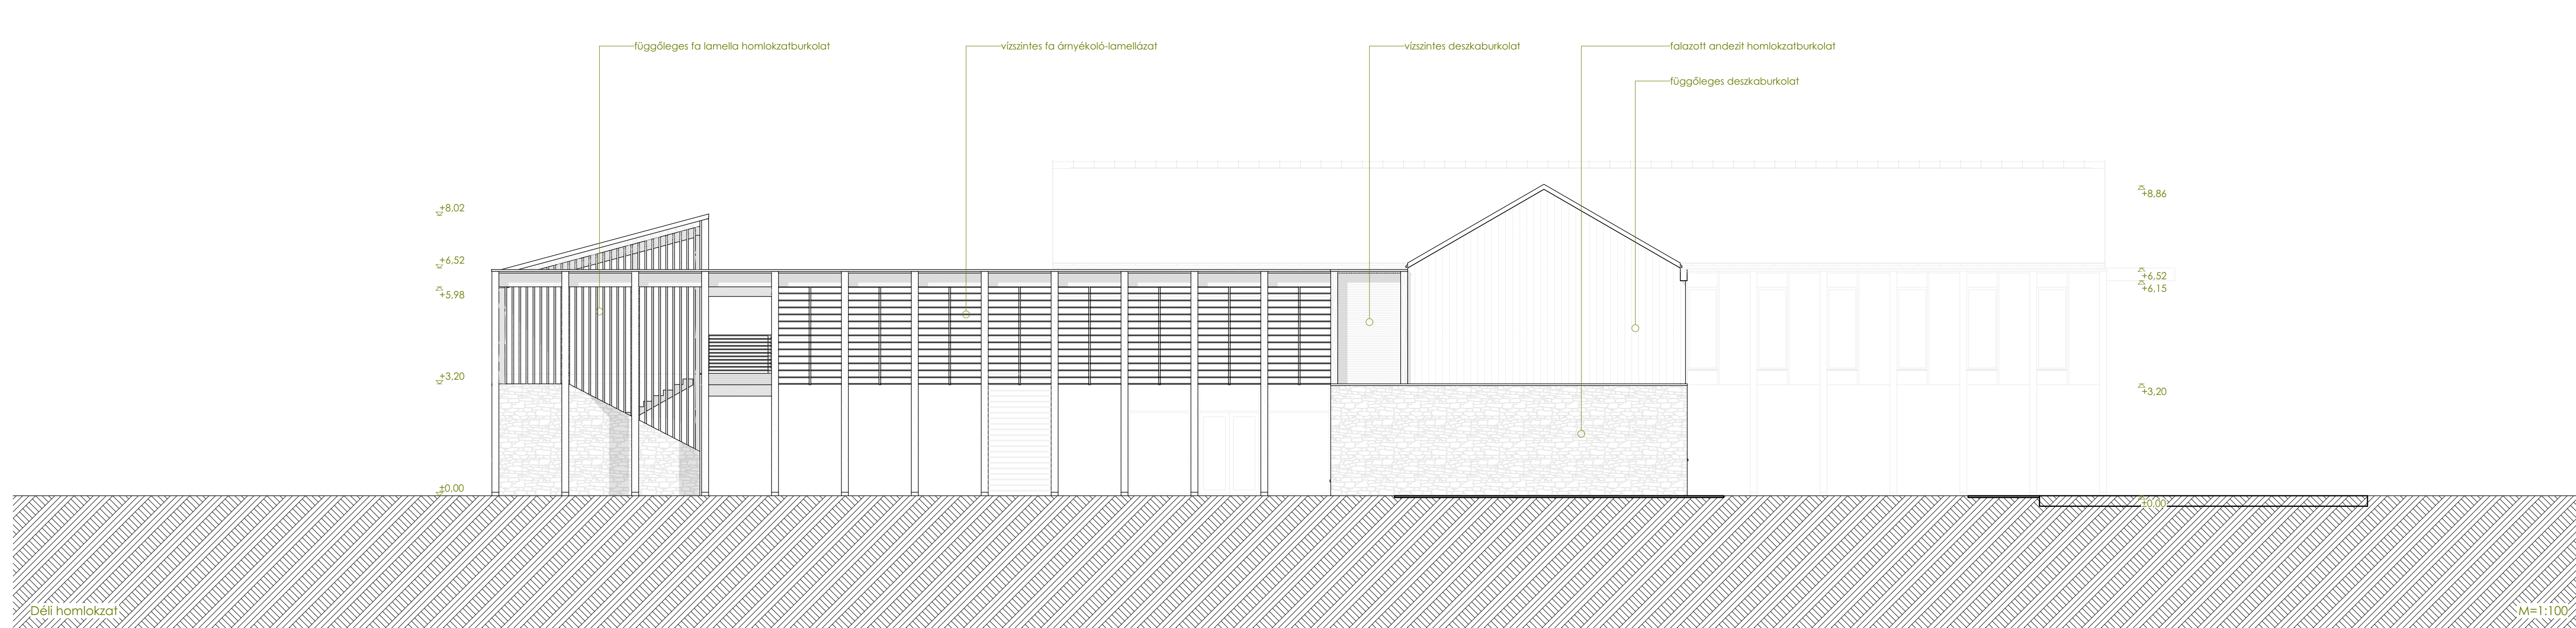 függőleges fa lamella homlokzatburkolat
vízszintes fa árnyékoló-lamellázat
vízszintes deszkaburkolat
falazott andezit homlokzatburkolat
függőleges deszkaburkolat
+8,02
+6,52
+5,98
+3,20
±0,00
+8,86
+6,52
+6,15
+3,20
±0,00
Déli homlokzat
M=1:100